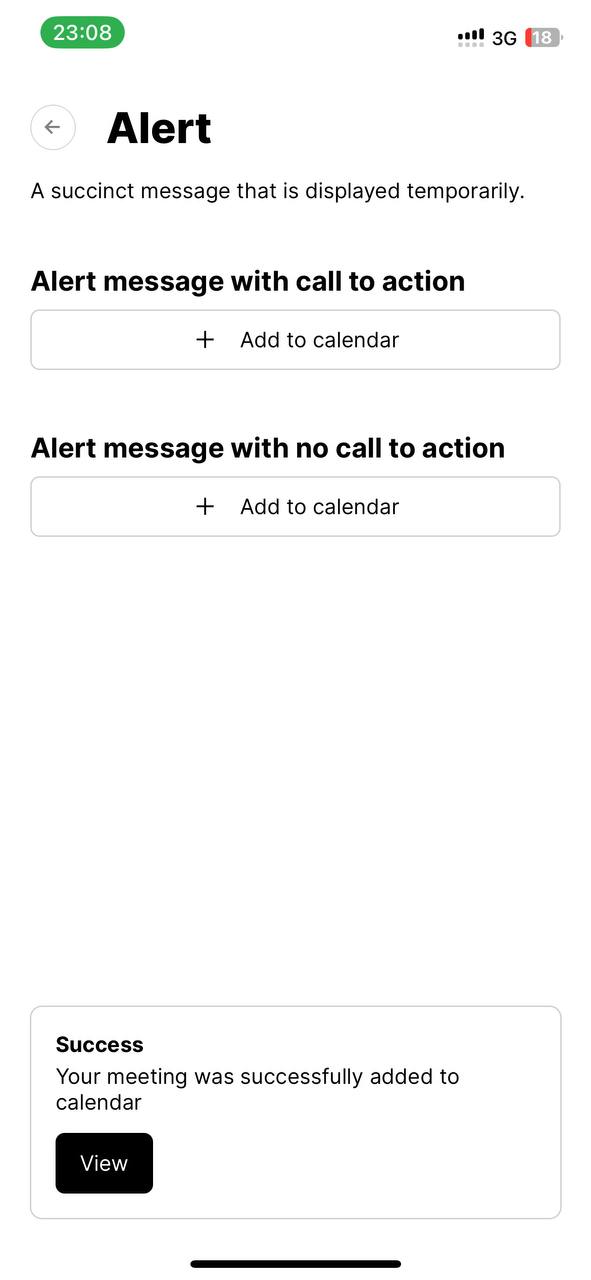 23:08
3G 18
Alert
A succinct message that is displayed temporarily.
Alert message with call to action
Add to calendar
Alert message with no call to action
Add to calendar
Success
Your meeting was successfully added to
calendar
View